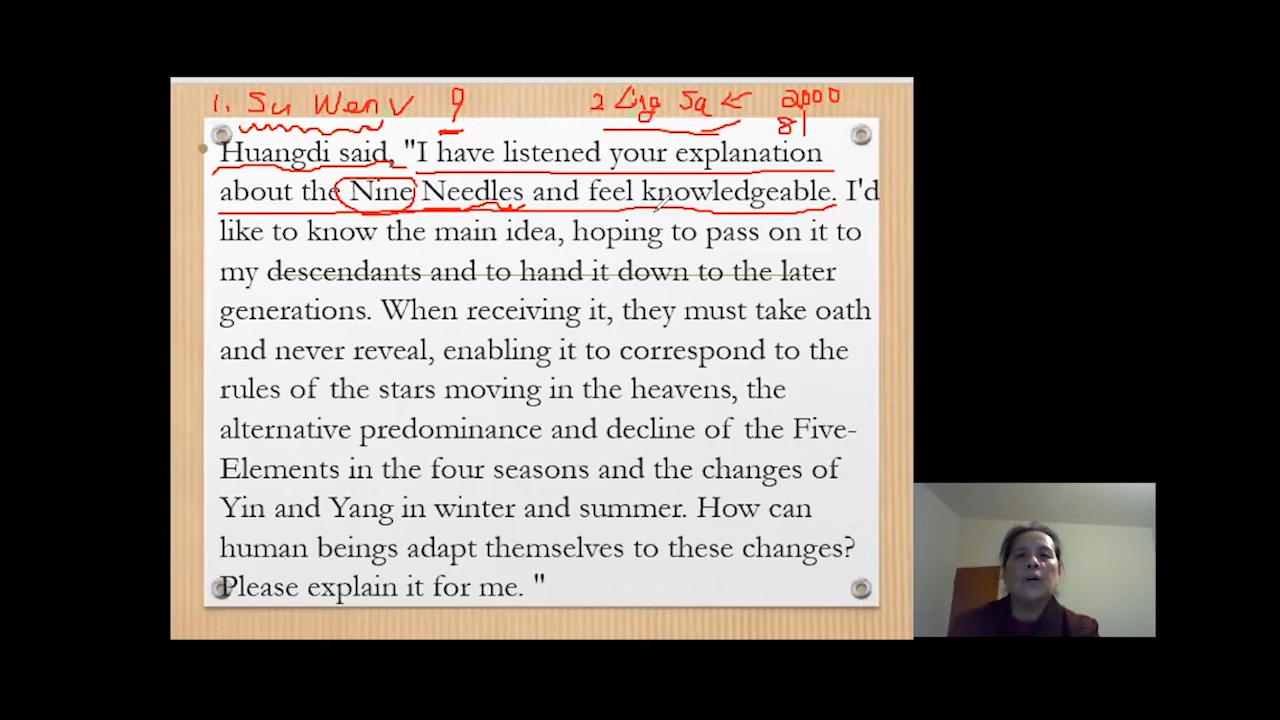 1. Su Wen 9 2 Ling Su 2000
81
Huangdi said, "I have listened your explanation
about the Nine Needles and feel knowledgeable. I'd
like to know the main idea, hoping to pass on it to
my descendants and to hand it down to the later
generations. When receiving it, they must take oath
and never reveal, enabling it to correspond to the
rules of the stars moving in the heavens, the
alternative predominance and decline of the Five-
Elements in the four seasons and the changes of
Yin and Yang in winter and summer. How can
human beings adapt themselves to these changes?
Please explain it for me. "